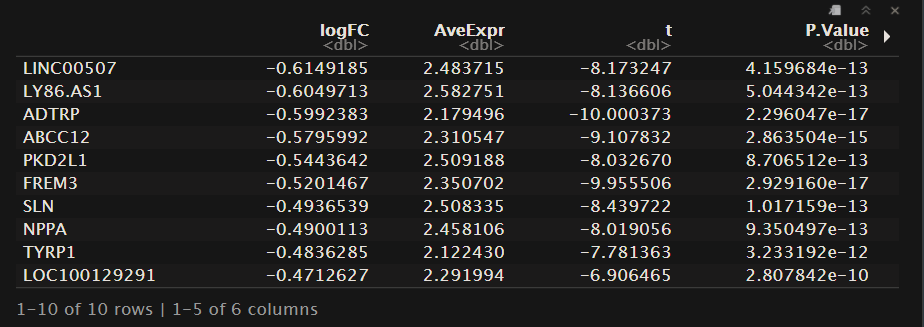 logFC AveExpr t P.Value
<dbl> <dbl> <dbl> <dbl>
LINC00507 -0.6149185 2.483715 -8.173247 4.159684e-13
LY86.AS1 -0.6049713 2.582751 -8.136606 5.044342e-13
ADTRP -0.5992383 2.179496 -10.000373 2.296047e-17
ABCC12 -0.5795992 2.310547 -9.107832 2.863504e-15
PKD2L1 -0.5443642 2.509188 -8.032670 8.706512e-13
FREM3 -0.5201467 2.350702 -9.955506 2.929160e-17
SLN -0.4936539 2.508335 -8.439722 1.017159e-13
NPPA -0.4900113 2.458106 -8.019056 9.350497e-13
TYRP1 -0.4836285 2.122430 -7.781363 3.233192e-12
LOC100129291 -0.4712627 2.291994 -6.906465 2.807842e-10
1-10 of 10 rows | 1-5 of 6 columns